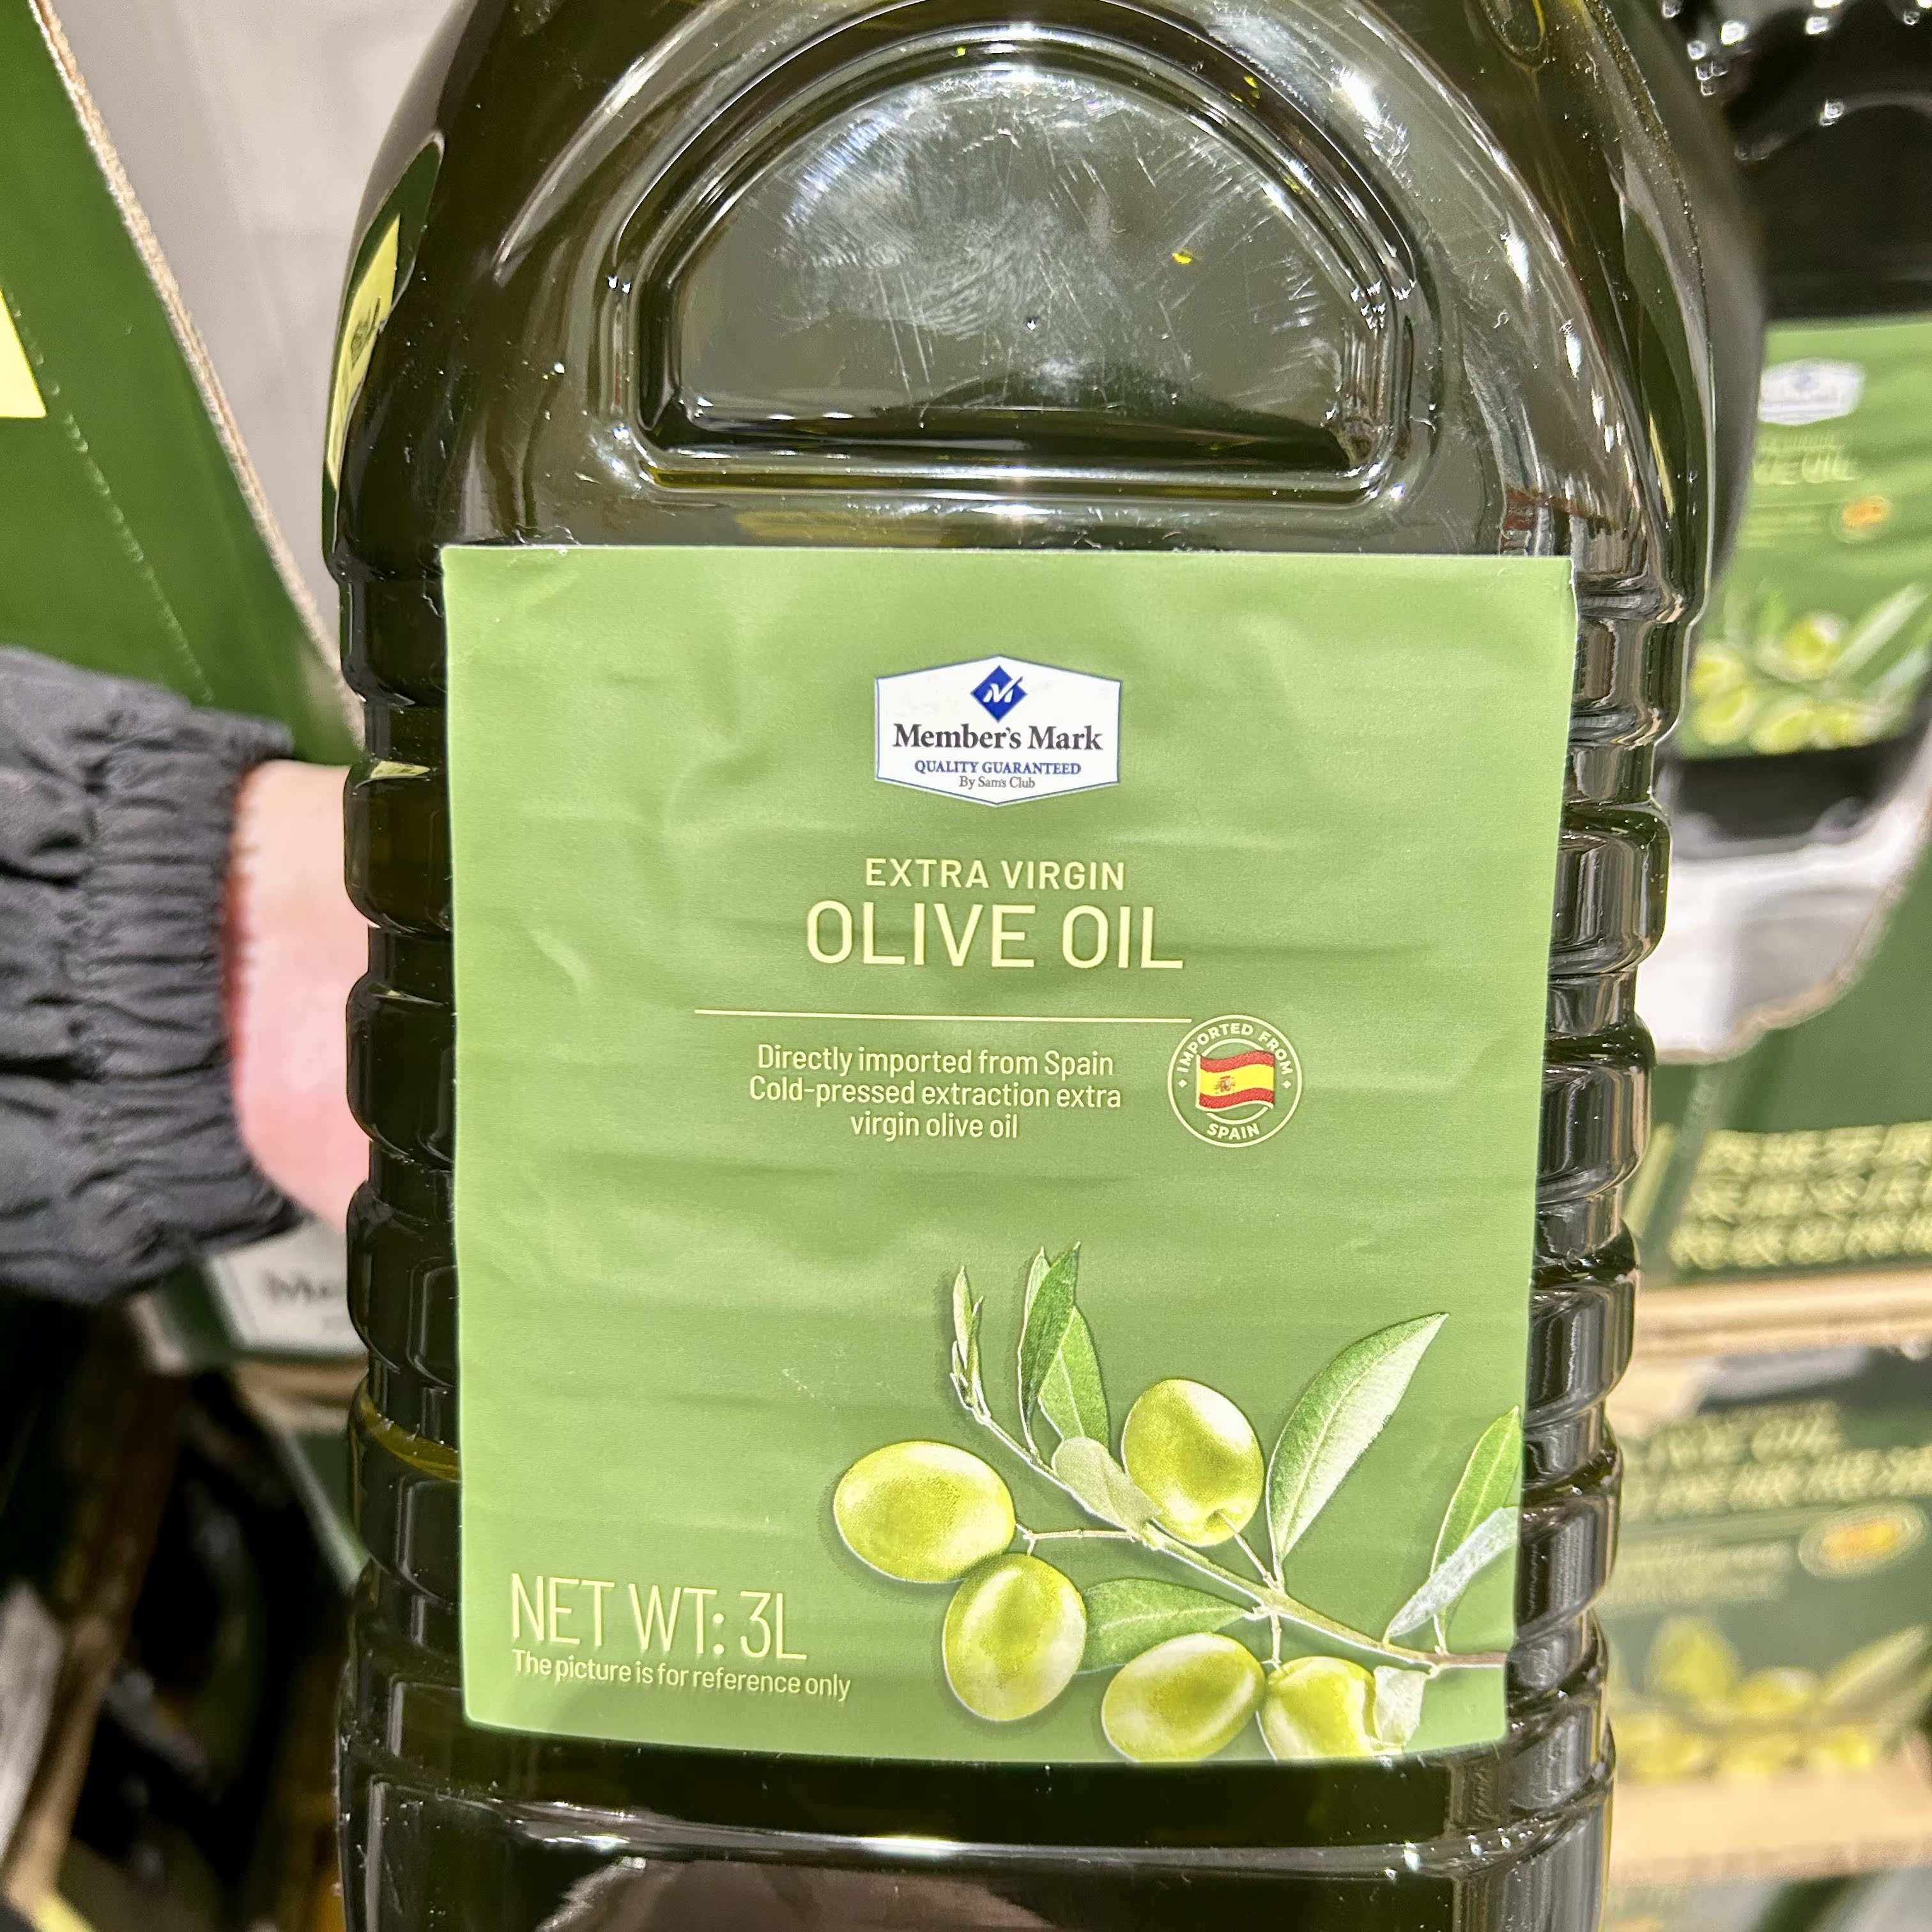 Member's Mark
QUALITY GUARANTEED
By Sam's Club
EXTRA VIRGIN
OLIVE OIL
Directly imported from Spain
Cold-pressed extraction extra
virgin olive oil
IMPORTED FROM
SPAIN
NET WT: 3L
The picture is for reference only